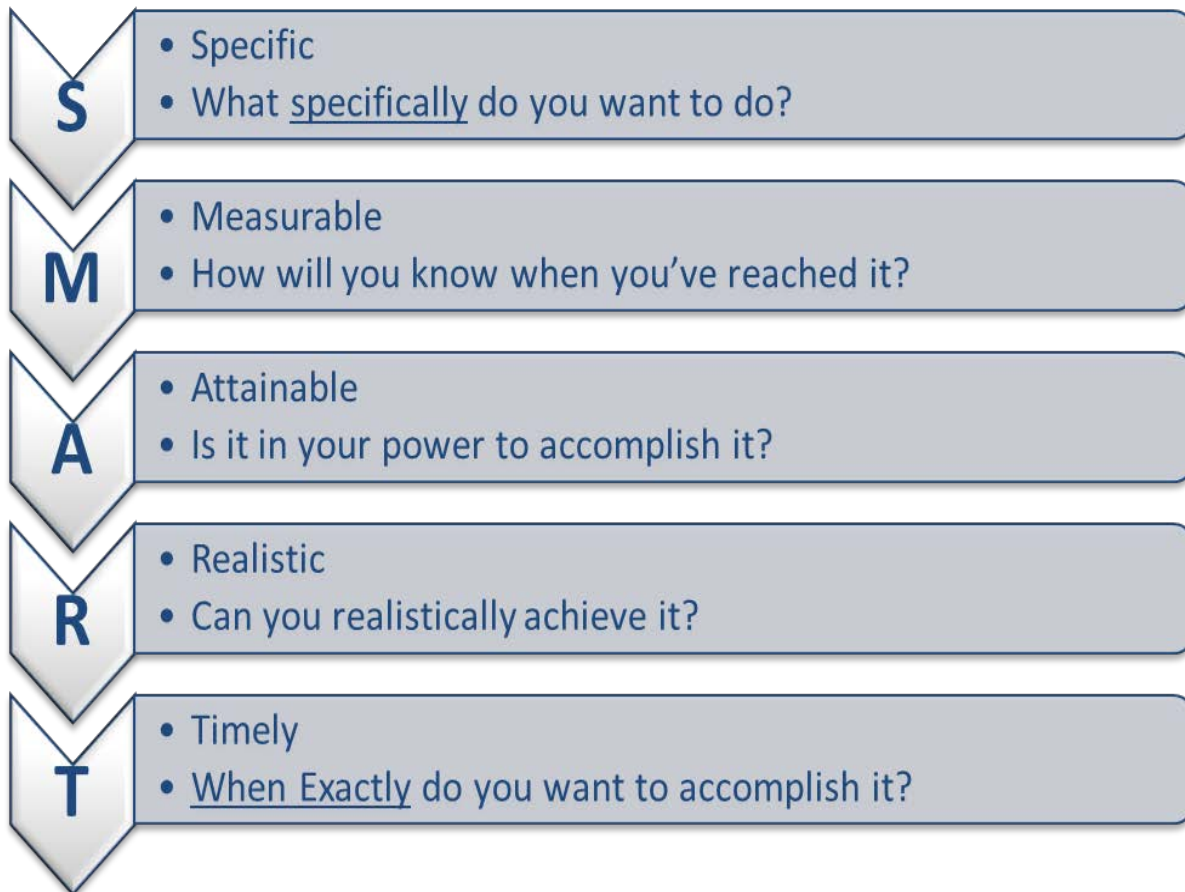 S
• Specific
• What specifically do you want to do?
M
• Measurable
• How will you know when you've reached it?
A
• Attainable
• Is it in your power to accomplish it?
R
• Realistic
• Can you realistically achieve it?
T
• Timely
• When Exactly do you want to accomplish it?